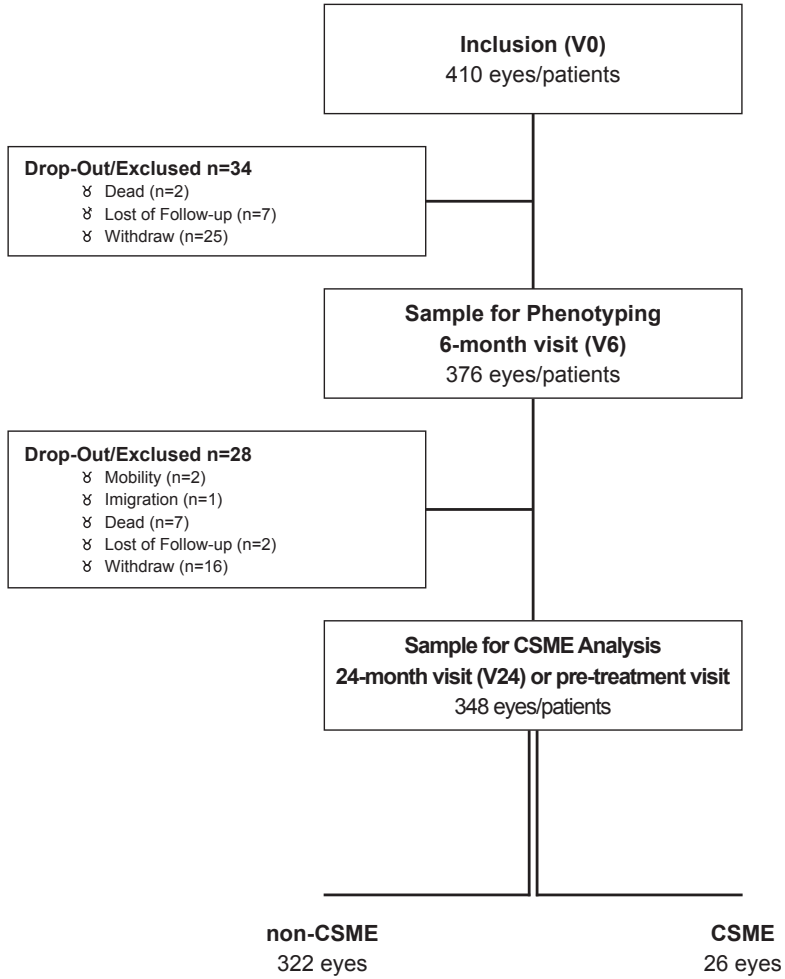 Inclusion (V0)
410 eyes/patients
Drop-Out/Exclused n=34
♉ Dead (n=2)
♉ Lost of Follow-up (n=7)
♉ Withdraw (n=25)
Sample for Phenotyping
6-month visit (V6)
376 eyes/patients
Drop-Out/Exclused n=28
♉ Mobility (n=2)
♉ Imigration (n=1)
♉ Dead (n=7)
♉ Lost of Follow-up (n=2)
♉ Withdraw (n=16)
Sample for CSME Analysis
24-month visit (V24) or pre-treatment visit
348 eyes/patients
non-CSME
322 eyes
CSME
26 eyes